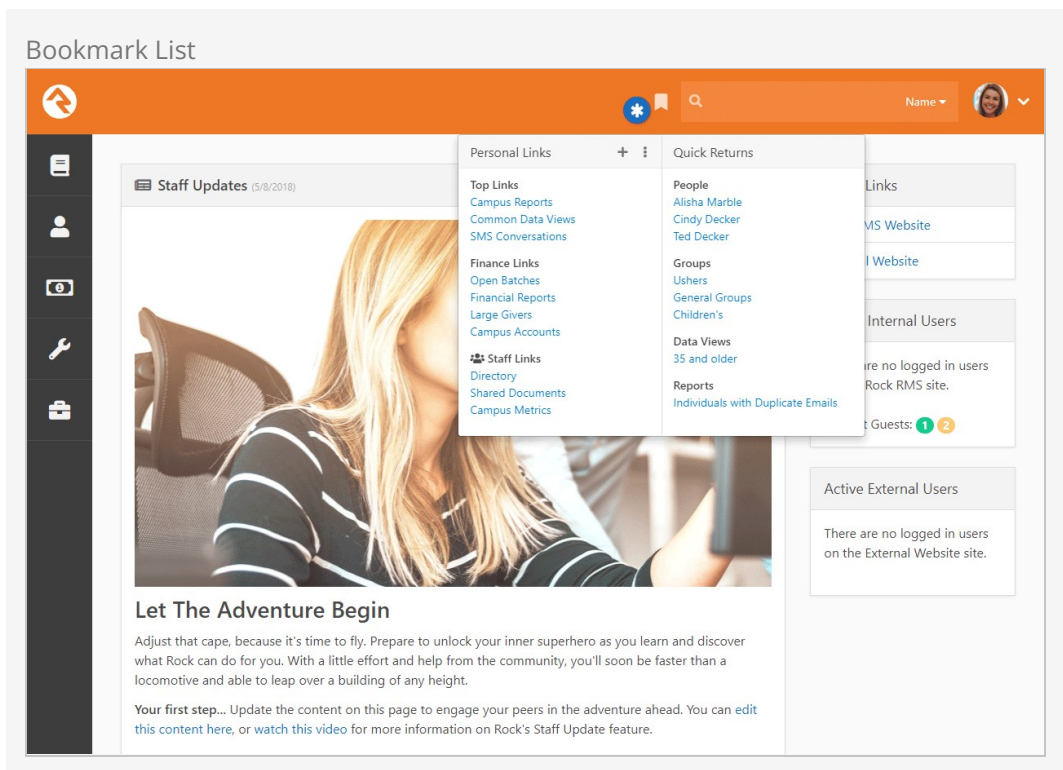 Bookmark List
Name
Personal Links
Quick Returns
Top Links
Campus Reports
Common Data Views
SMS Conversations
Finance Links
Open Batches
Financial Reports
Large Givers
Campus Accounts
Staff Links
Directory
Shared Documents
Campus Metrics
People
Alisha Marble
Cindy Decker
Ted Decker
Groups
Ushers
General Groups
Children's
Data Views
35 and older
Reports
Individuals with Duplicate Emails
Staff Updates (5/8/2018)
Let The Adventure Begin
Adjust that cape, because it's time to fly. Prepare to unlock your inner superhero as you learn and discover
what Rock can do for you. With a little effort and help from the community, you'll soon be faster than a
locomotive and able to leap over a building of any height.
Your first step... Update the content on this page to engage your peers in the adventure ahead. You can edit
this content here, or watch this video for more information on Rock's Staff Update feature.
Links
MS Website
l Website
Internal Users
are no logged in users
Rock RMS site.
t Guests: 1 2
Active External Users
There are no logged in users
on the External Website site.